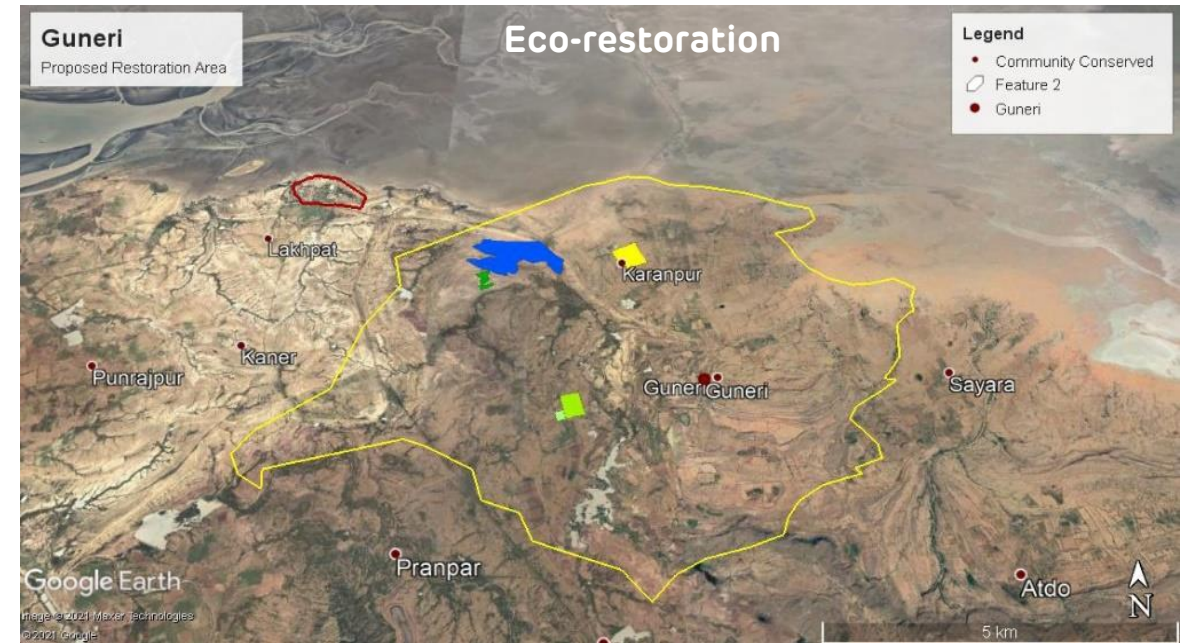 Guneri
Proposed Restoration Area
Eco-restoration
Legend
Community Conserved
Feature 2
Guneri
Lakhpat
Karanpur
Kaner
Punrajpur
Guneri
Guneri
Sayara
Pranpar
Atdo
Google Earth
Image © 2021 Maxar Technologies
© 2021 Google
N
5 km